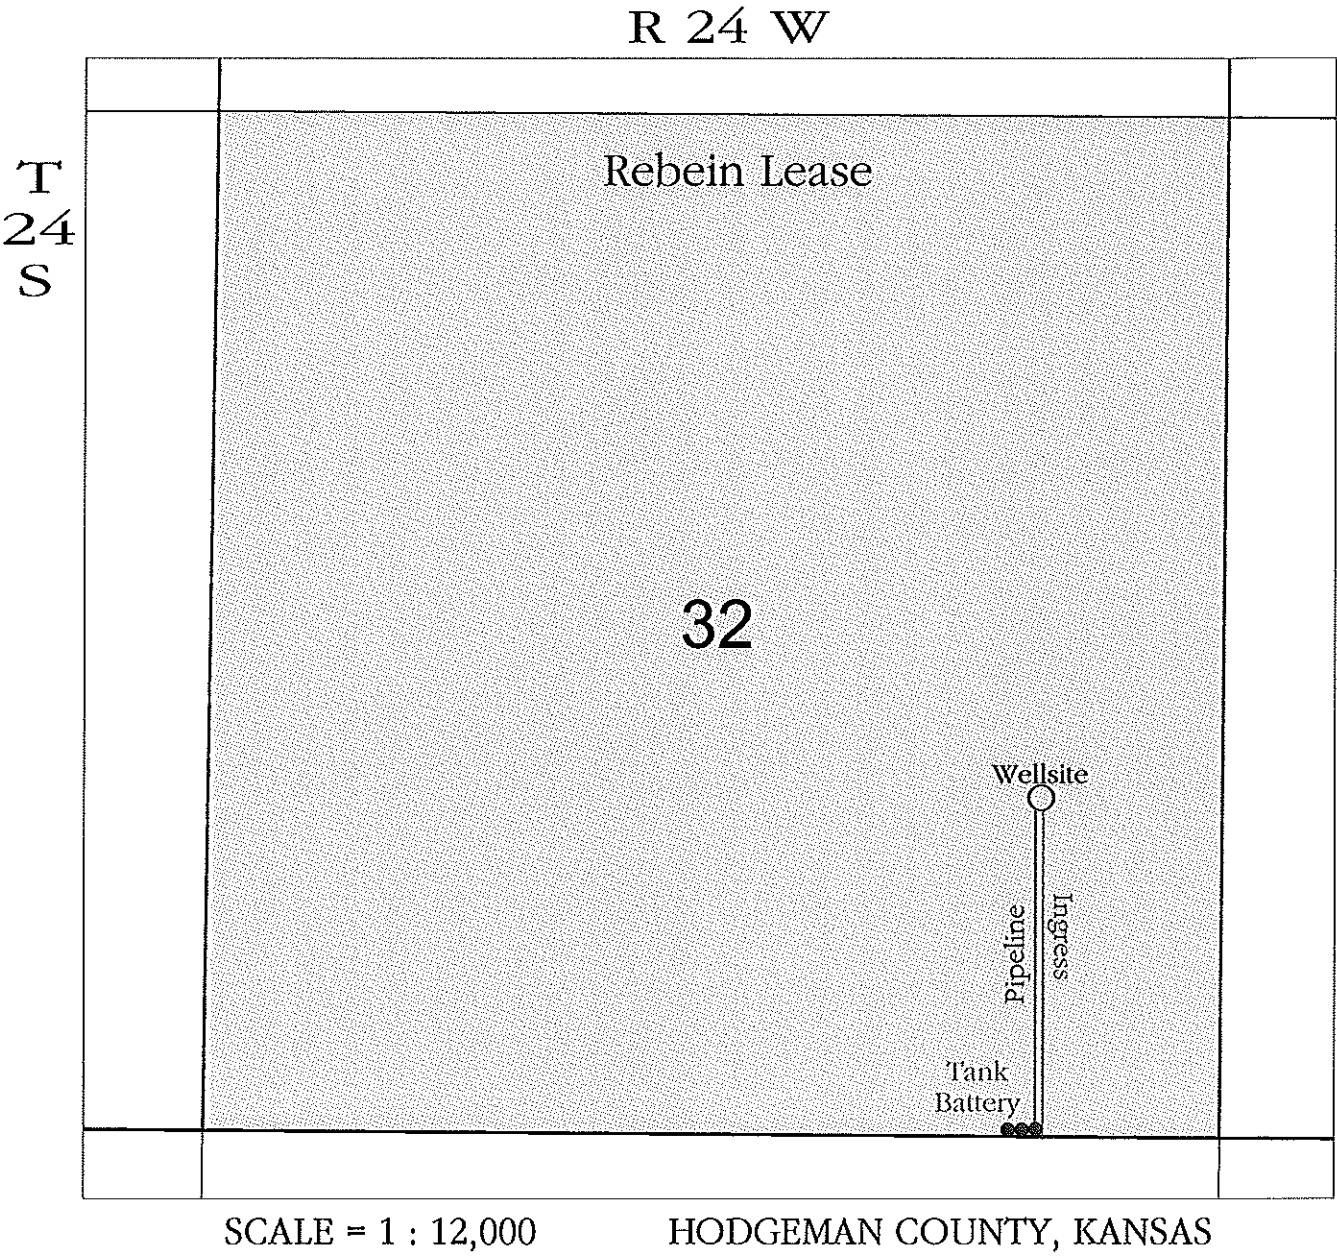 R 24 W
T
24
S
Rebein Lease
32
Wellsite
Pipeline
Ingress
Tank
Battery
SCALE = 1 : 12,000
HODGEMAN COUNTY, KANSAS